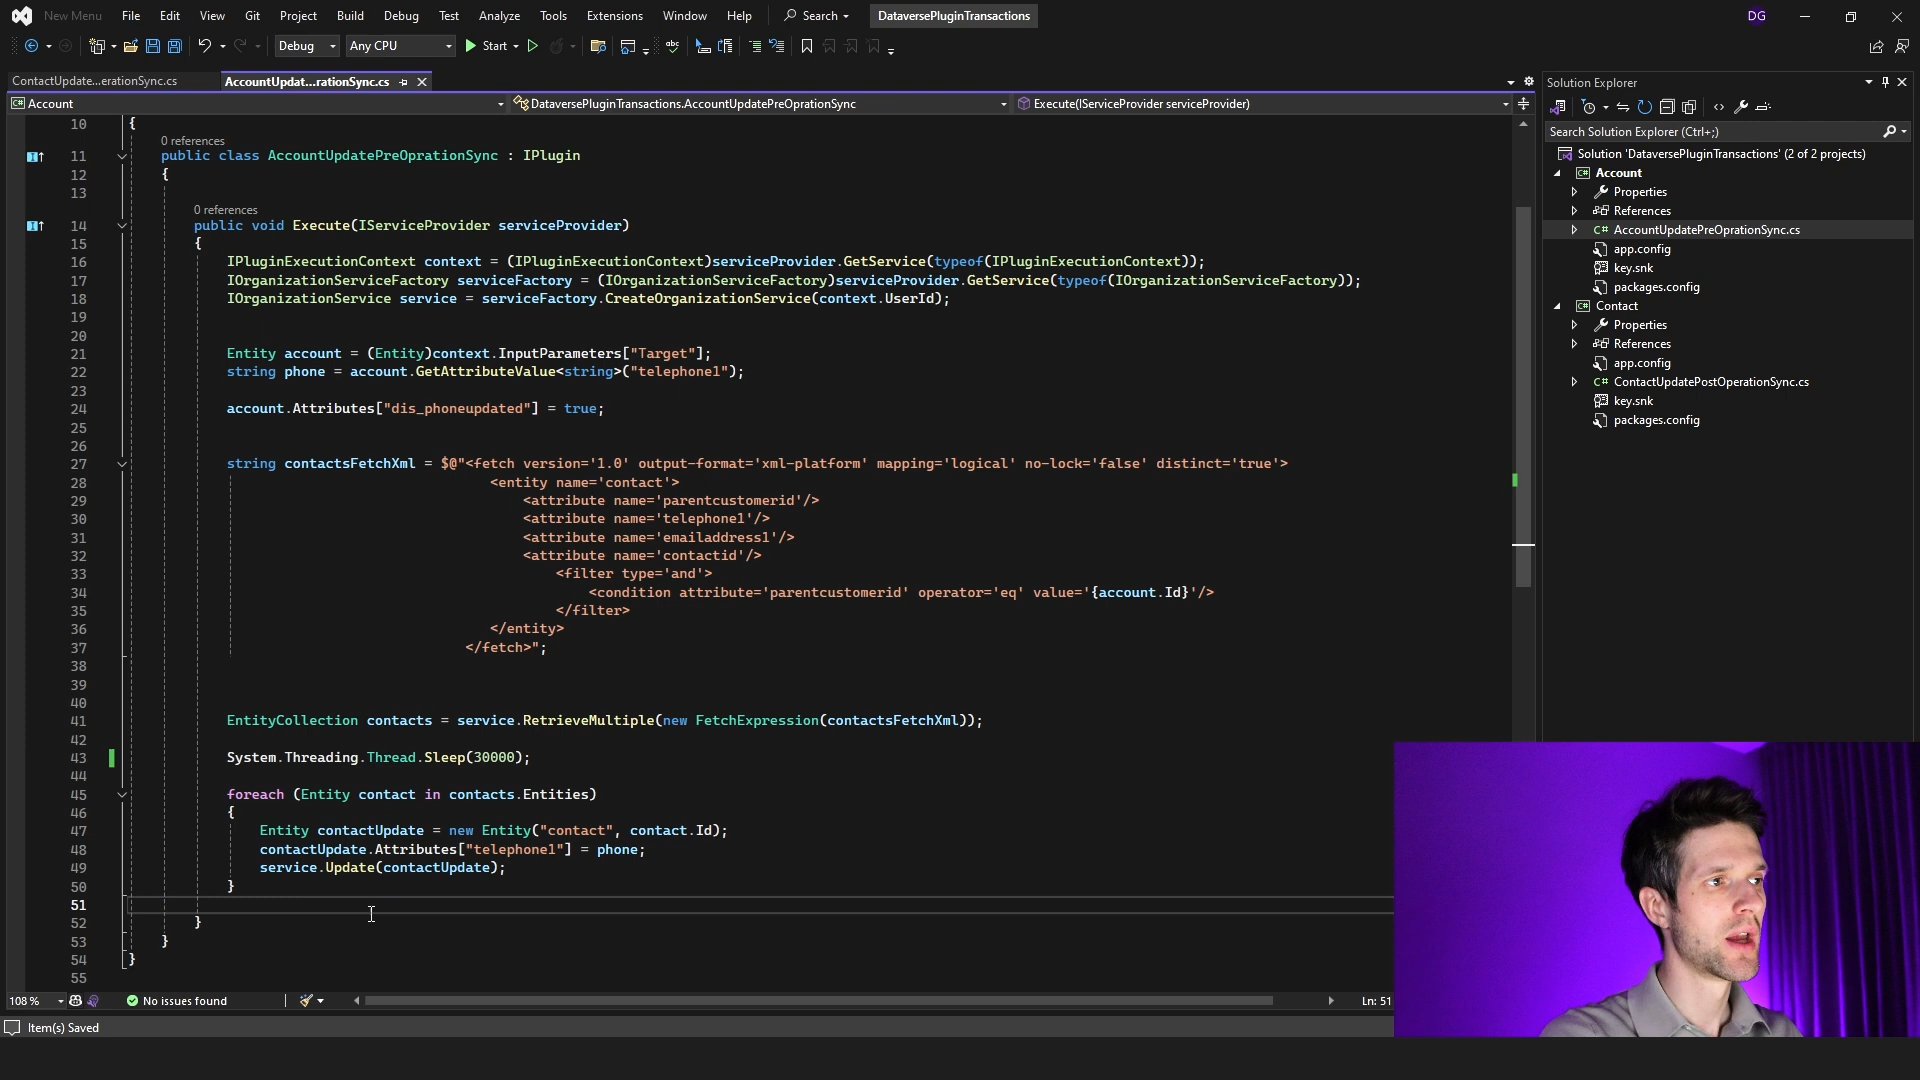 New Menu File Edit View Git Project Build Debug Test Analyze Tools Extensions Window Help Search DataversePluginTransactions DG
Debug Any CPU Start
ContactUpdate...erationSync.cs AccountUpdat...rationSync.cs
Account DataversePluginTransactions.AccountUpdatePreOprationSync Execute(IServiceProvider serviceProvider)
10 {
0 references
11 public class AccountUpdatePreOprationSync : IPlugin
12 {
13
0 references
14 public void Execute(IServiceProvider serviceProvider)
15 {
16 IPluginExecutionContext context = (IPluginExecutionContext)serviceProvider.GetService(typeof(IPluginExecutionContext));
17 IOrganizationServiceFactory serviceFactory = (IOrganizationServiceFactory)serviceProvider.GetService(typeof(IOrganizationServiceFactory));
18 IOrganizationService service = serviceFactory.CreateOrganizationService(context.UserId);
19
20
21 Entity account = (Entity)context.InputParameters["Target"];
22 string phone = account.GetAttributeValue<string>("telephone1");
23
24 account.Attributes["dis_phoneupdated"] = true;
25
26
27 string contactsFetchXml = $@"<fetch version='1.0' output-format='xml-platform' mapping='logical' no-lock='false' distinct='true'>
28 <entity name='contact'>
29 <attribute name='parentcustomerid'/>
30 <attribute name='telephone1'/>
31 <attribute name='emailaddress1'/>
32 <attribute name='contactid'/>
33 <filter type='and'>
34 <condition attribute='parentcustomerid' operator='eq' value='{account.Id}'/>
35 </filter>
36 </entity>
37 </fetch>";
38
39
40
41 EntityCollection contacts = service.RetrieveMultiple(new FetchExpression(contactsFetchXml));
42
43 System.Threading.Thread.Sleep(30000);
44
45 foreach (Entity contact in contacts.Entities)
46 {
47 Entity contactUpdate = new Entity("contact", contact.Id);
48 contactUpdate.Attributes["telephone1"] = phone;
49 service.Update(contactUpdate);
50 }
51
52 }
53 }
54 }
55
108 % No issues found Ln: 51
Item(s) Saved
Solution Explorer
Search Solution Explorer (Ctrl+;)
Solution 'DataversePluginTransactions' (2 of 2 projects)
C# Account
Properties
References
C# AccountUpdatePreOprationSync.cs
app.config
key.snk
packages.config
C# Contact
Properties
References
app.config
C# ContactUpdatePostOperationSync.cs
key.snk
packages.config